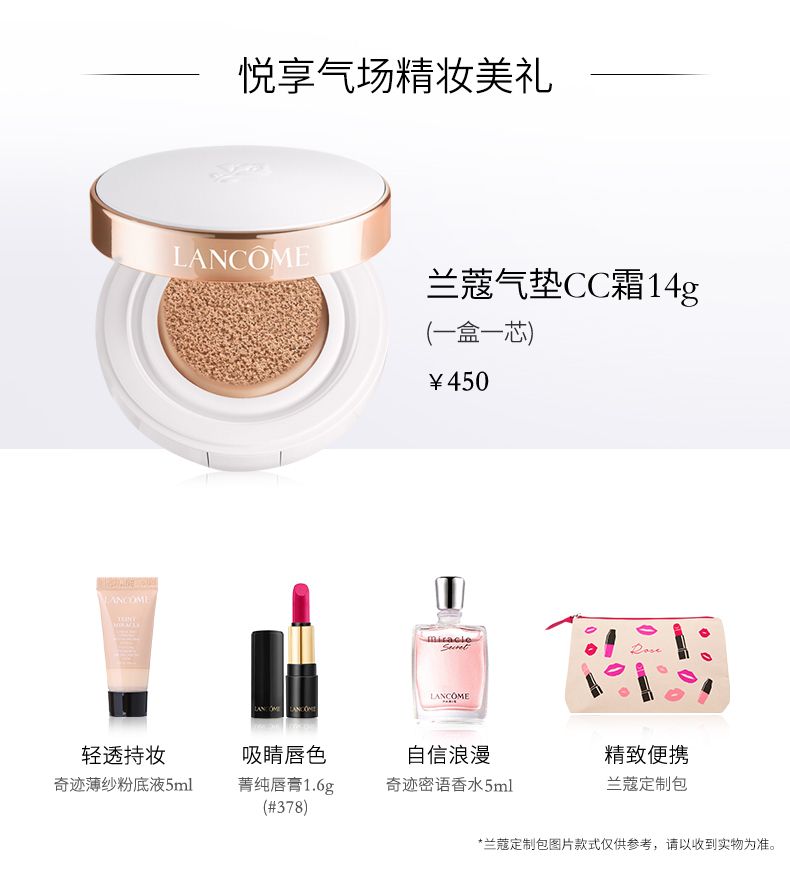 悦享气场精妆美礼
LANCÔME
兰蔻气垫CC霜14g
(一盒一芯)
￥450
LANCÔME
TEINT
MIRACLE
LANCÔME
LANCÔME
miracle
Secret
LANCÔME
PARIS
Rose
轻透持妆
奇迹薄纱粉底液5ml
吸睛唇色
菁纯唇膏1.6g
(#378)
自信浪漫
奇迹密语香水5ml
精致便携
兰蔻定制包
*兰蔻定制包图片款式仅供参考，请以收到实物为准。